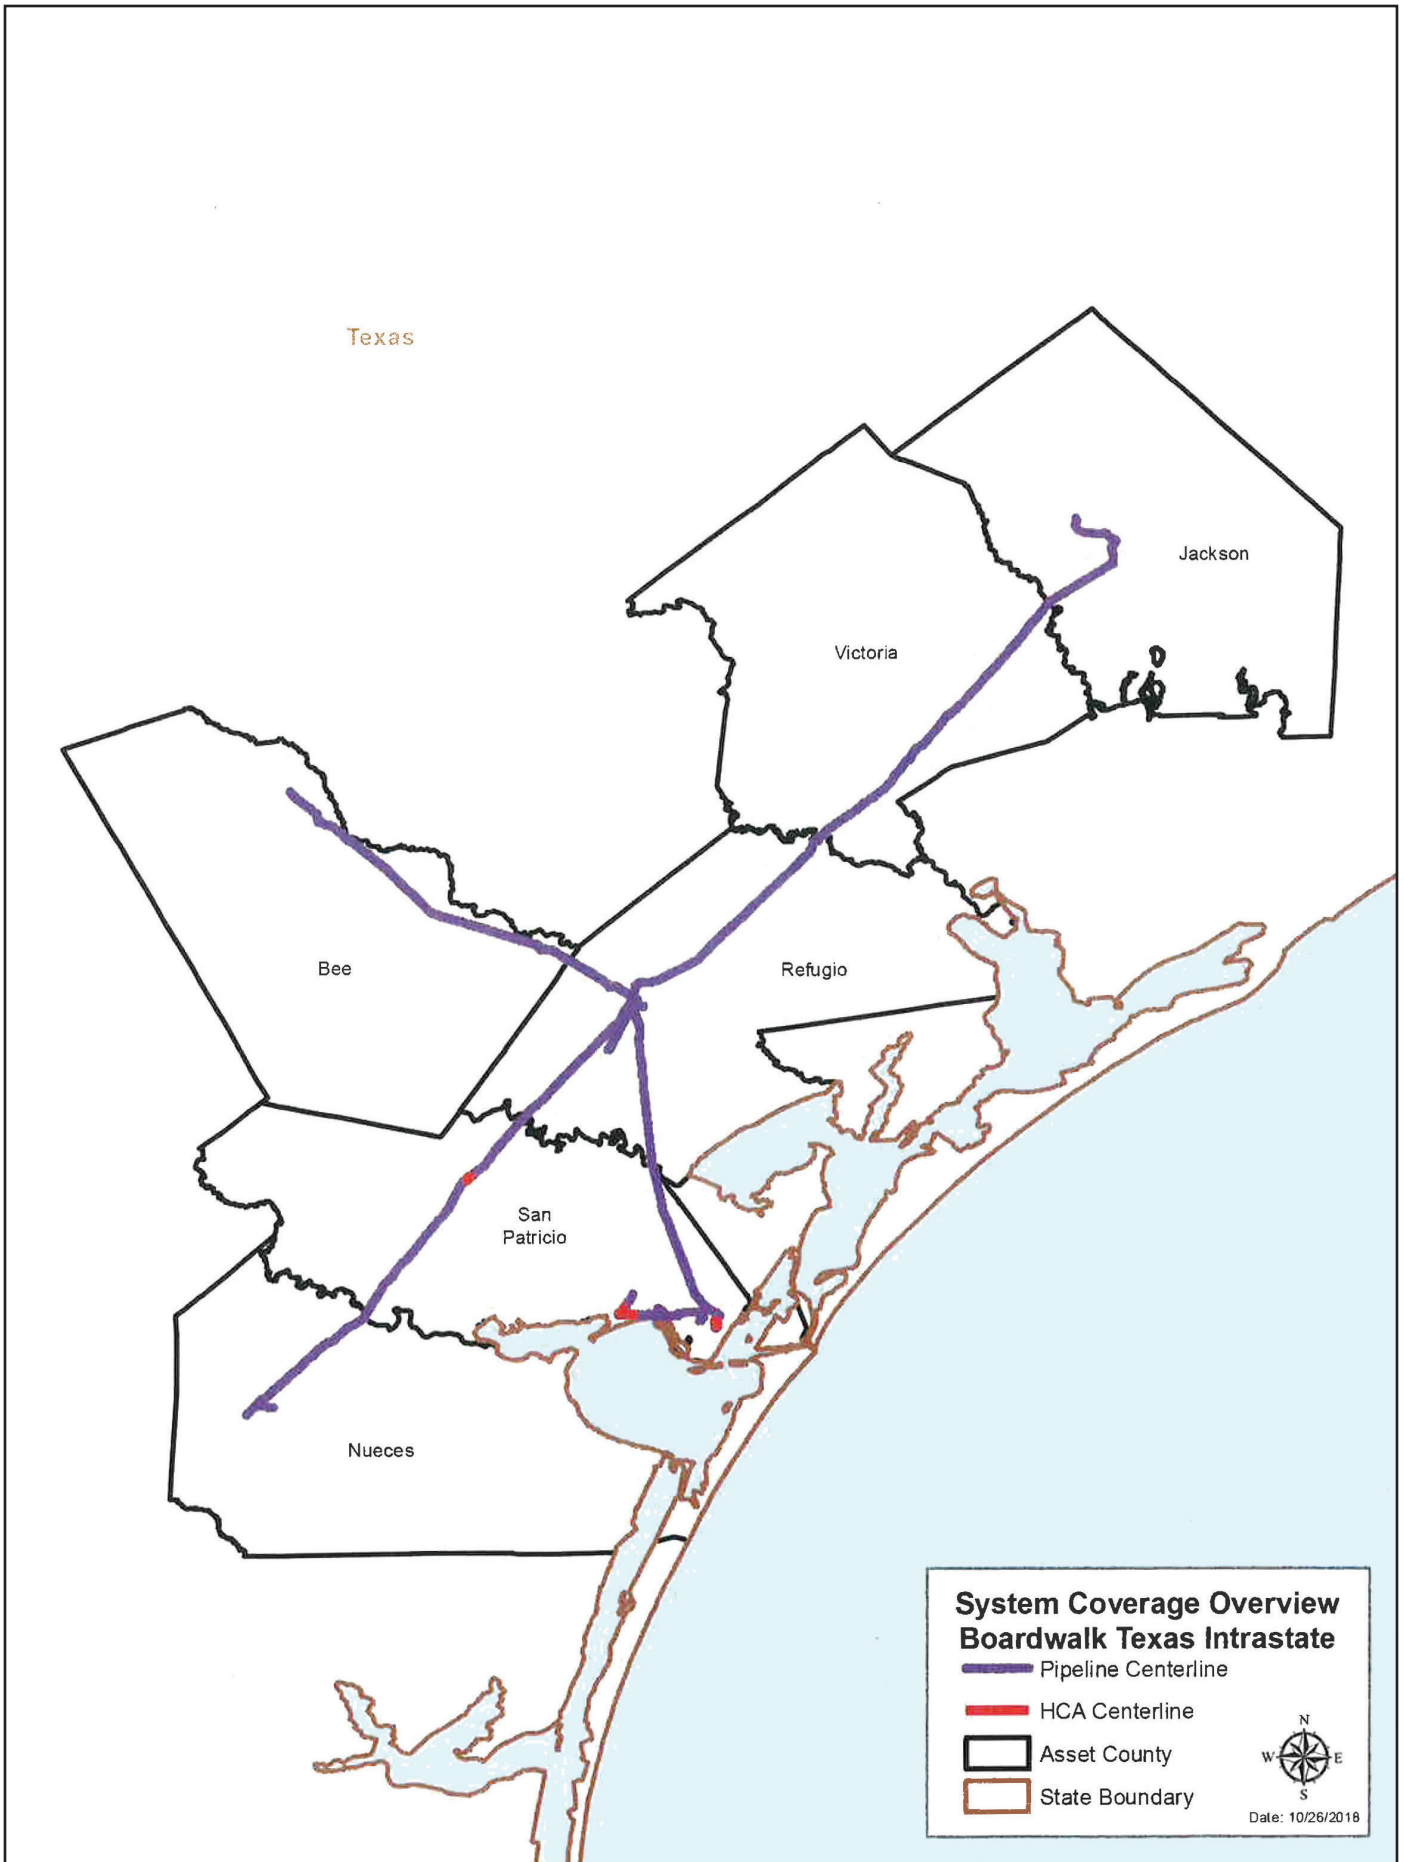 Texas
Jackson
Victoria
Bee
Refugio
San
Patricio
Nueces
System Coverage Overview
Boardwalk Texas Intrastate
Pipeline Centerline
HCA Centerline
Asset County
State Boundary
N
W
E
S
Date: 10/26/2018